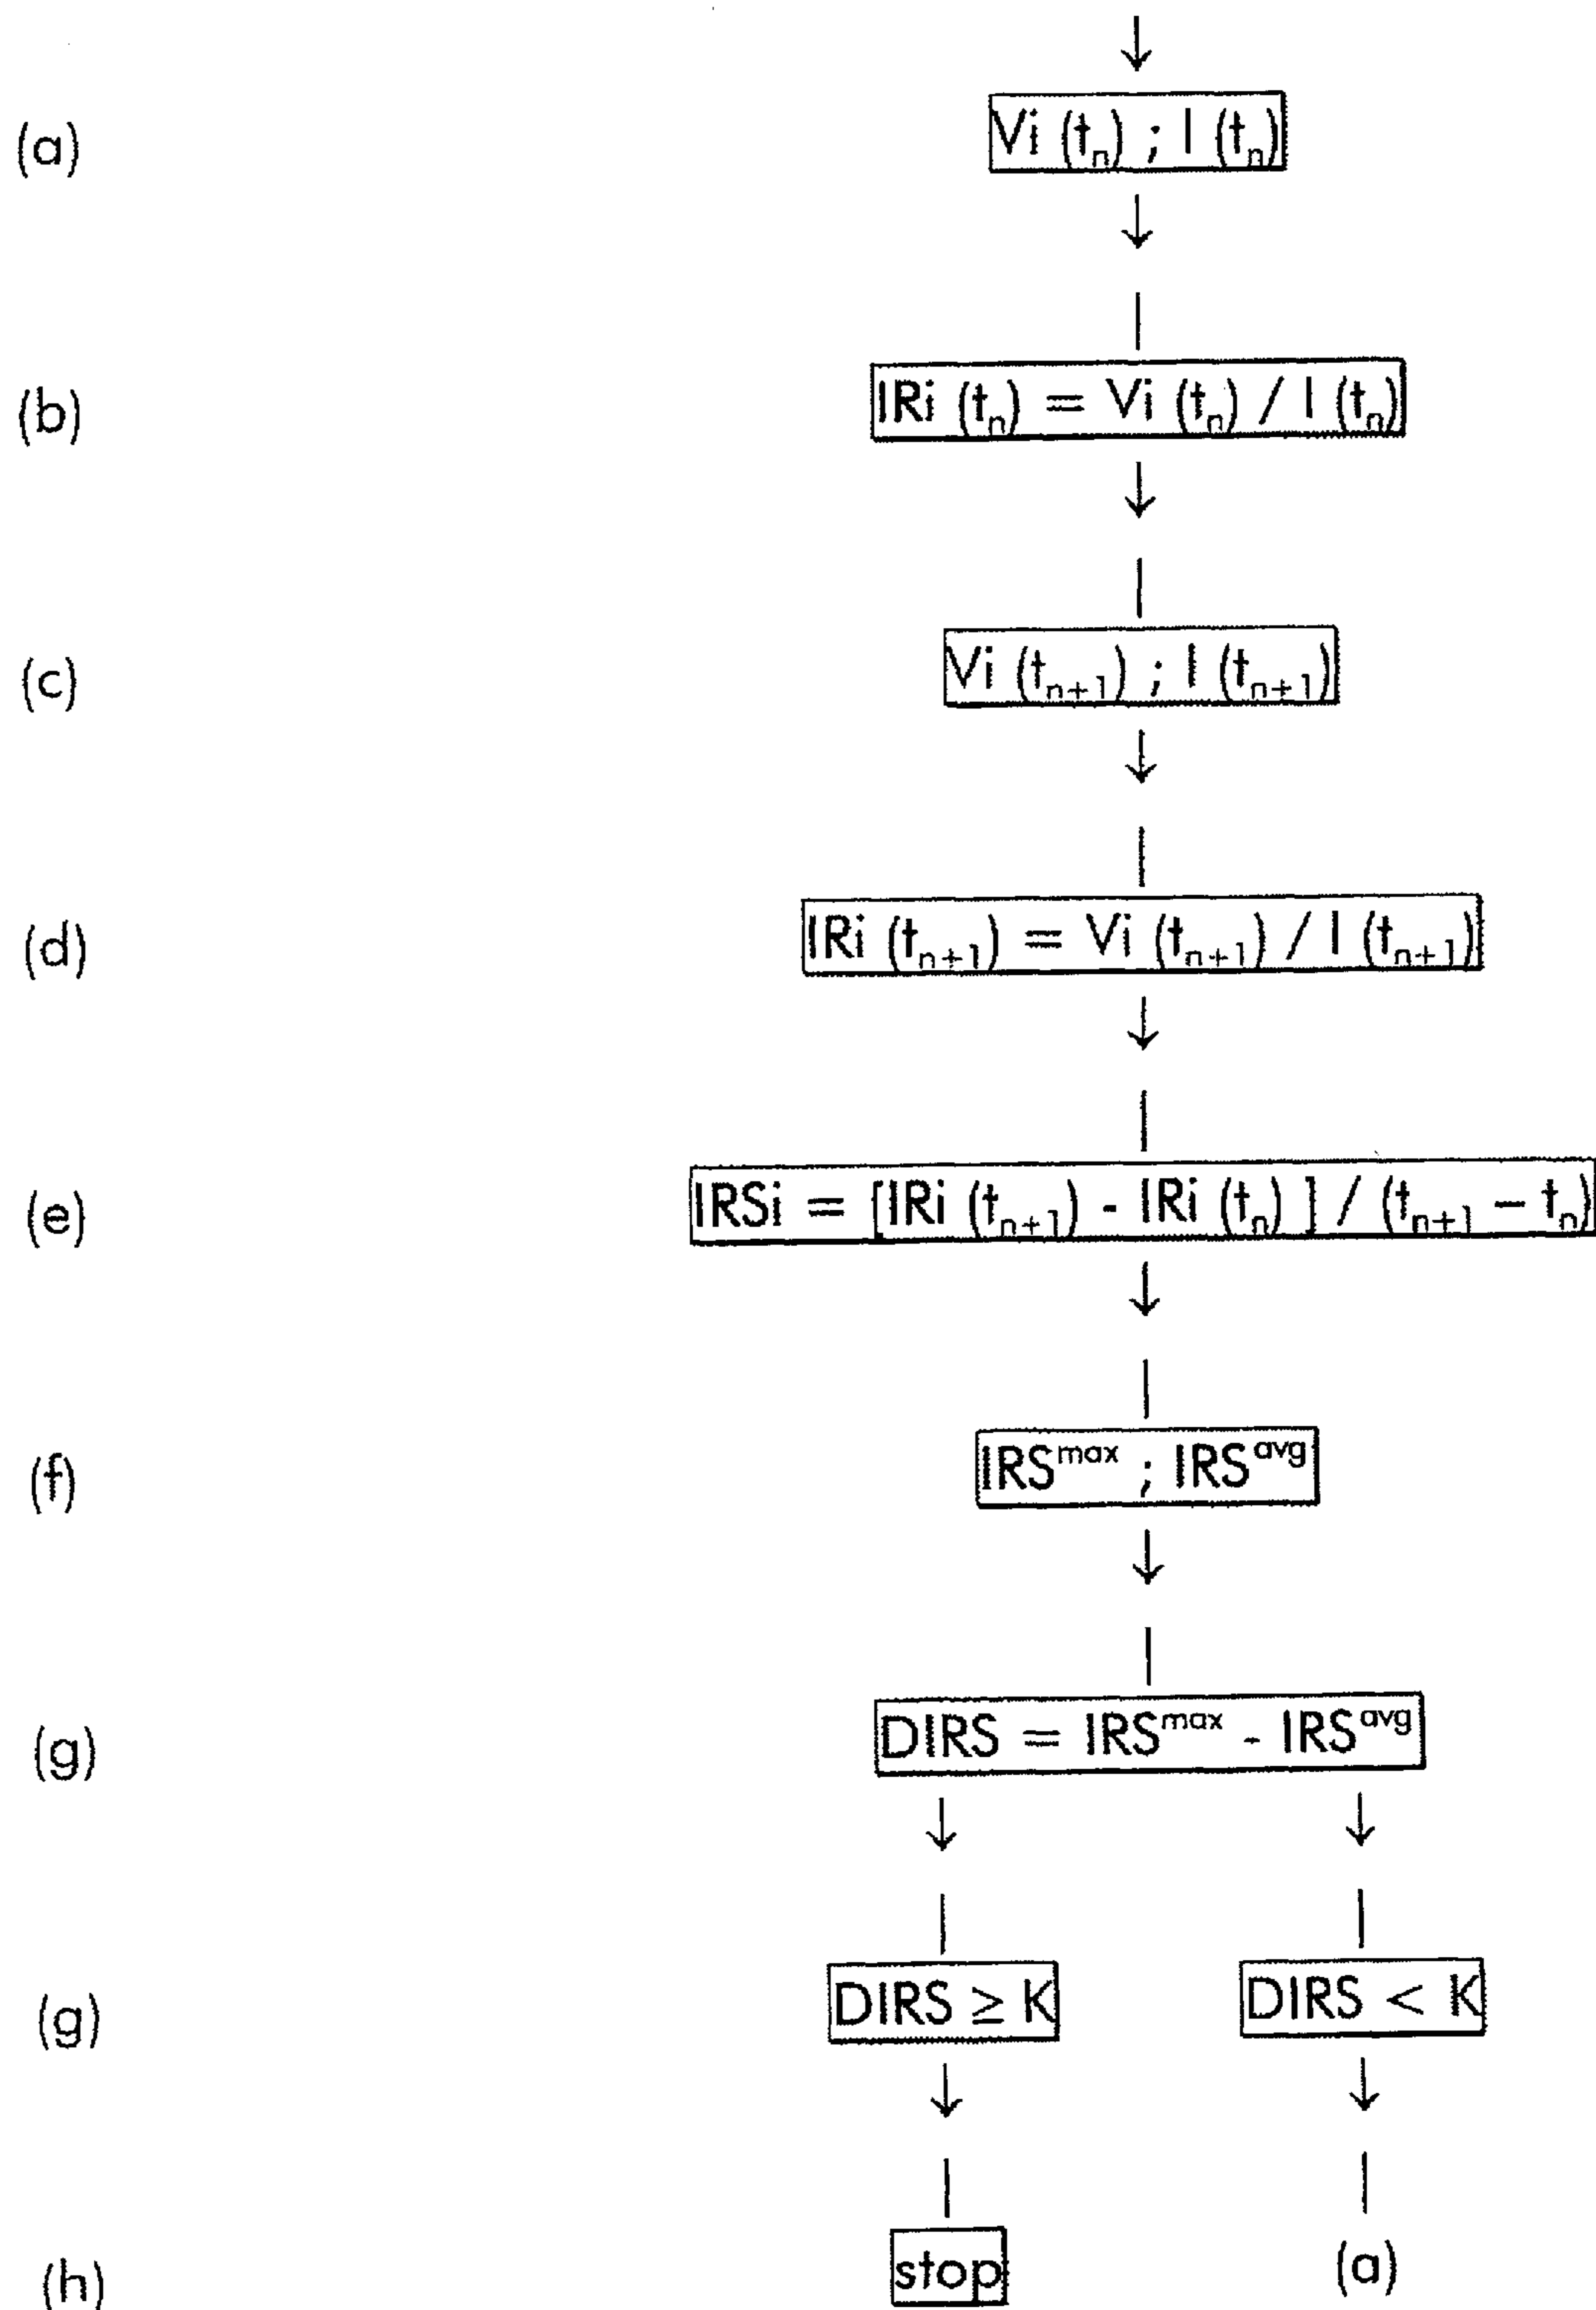 (a) Vi (tₙ) ; I (tₙ)
(b) IRi (tₙ) = Vi (tₙ) / I (tₙ)
(c) Vi (tₙ₊₁) ; I (tₙ₊₁)
(d) IRi (tₙ₊₁) = Vi (tₙ₊₁) / I (tₙ₊₁)
(e) IRSi = [IRi (tₙ₊₁) - IRi (tₙ) ] / (tₙ₊₁ – tₙ)
(f) IRSᵐᵃˣ ; IRSᵃᵛᵍ
(g) DIRS = IRSᵐᵃˣ - IRSᵃᵛᵍ
(g) DIRS ≥ K DIRS < K
(h) stop (a)